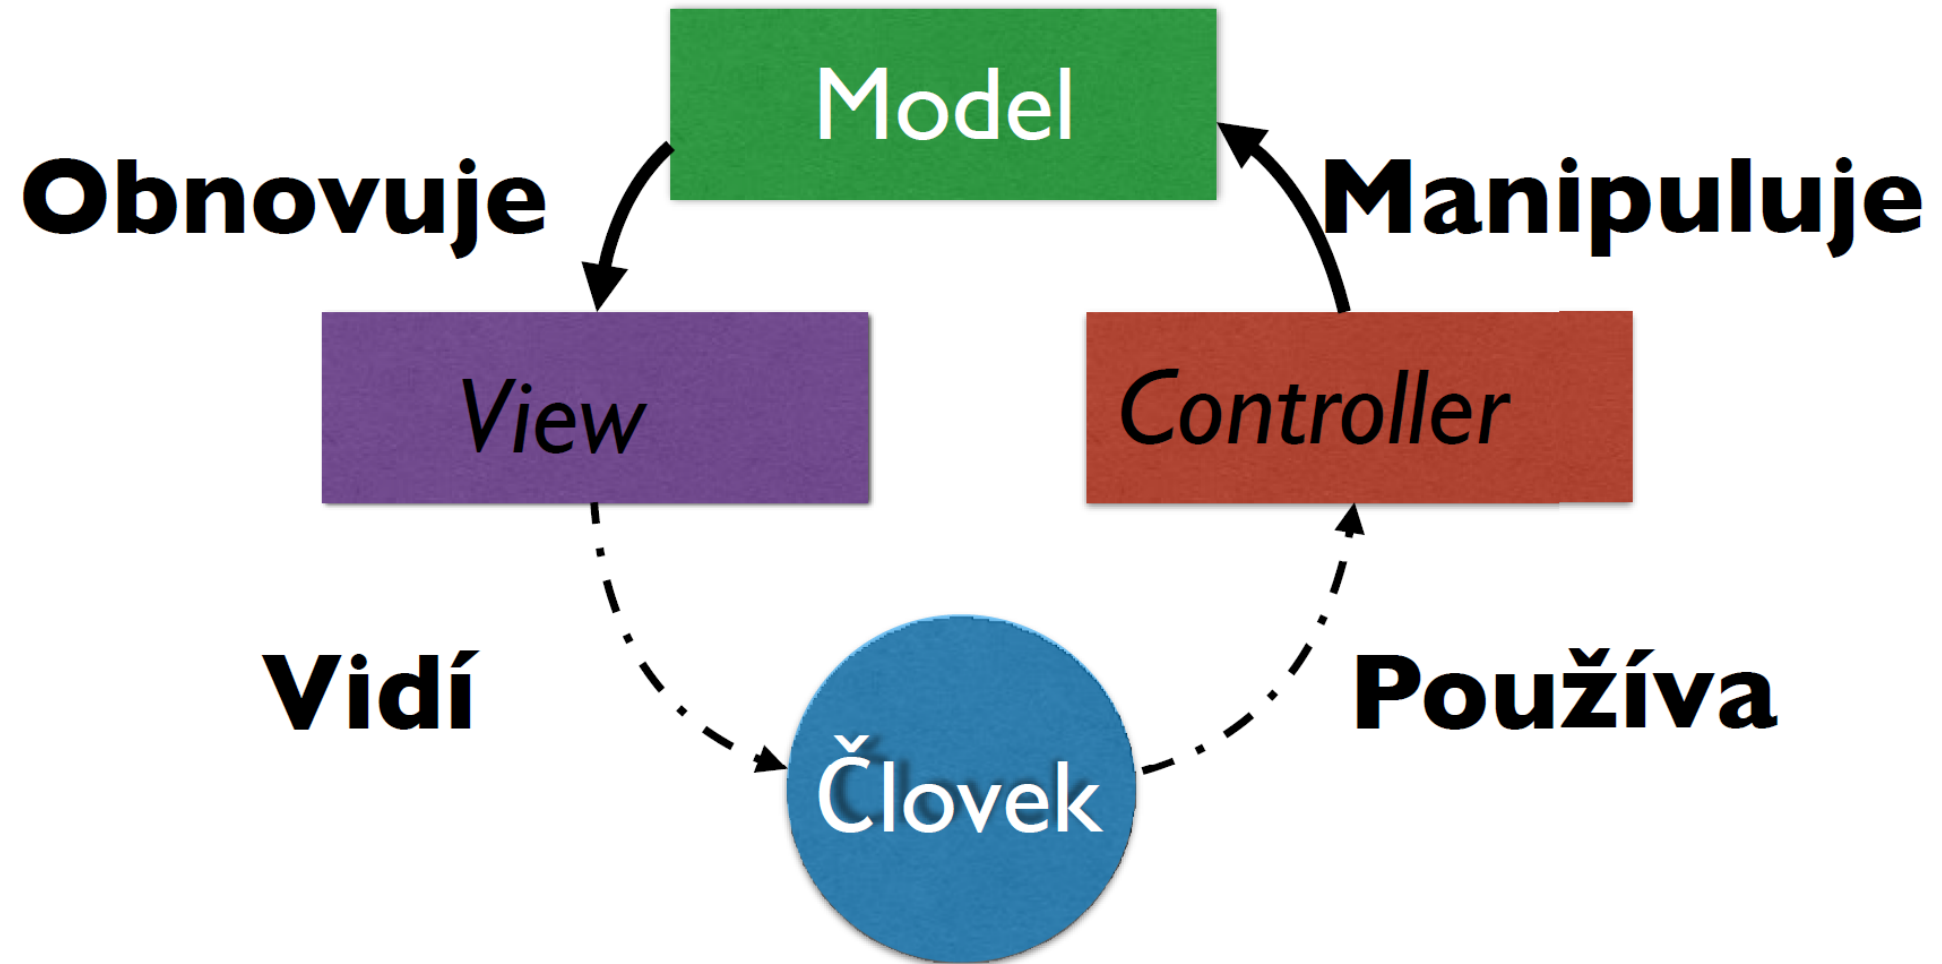 Model
Obnovuje
Manipuluje
View
Controller
Vidí
Používa
Človek